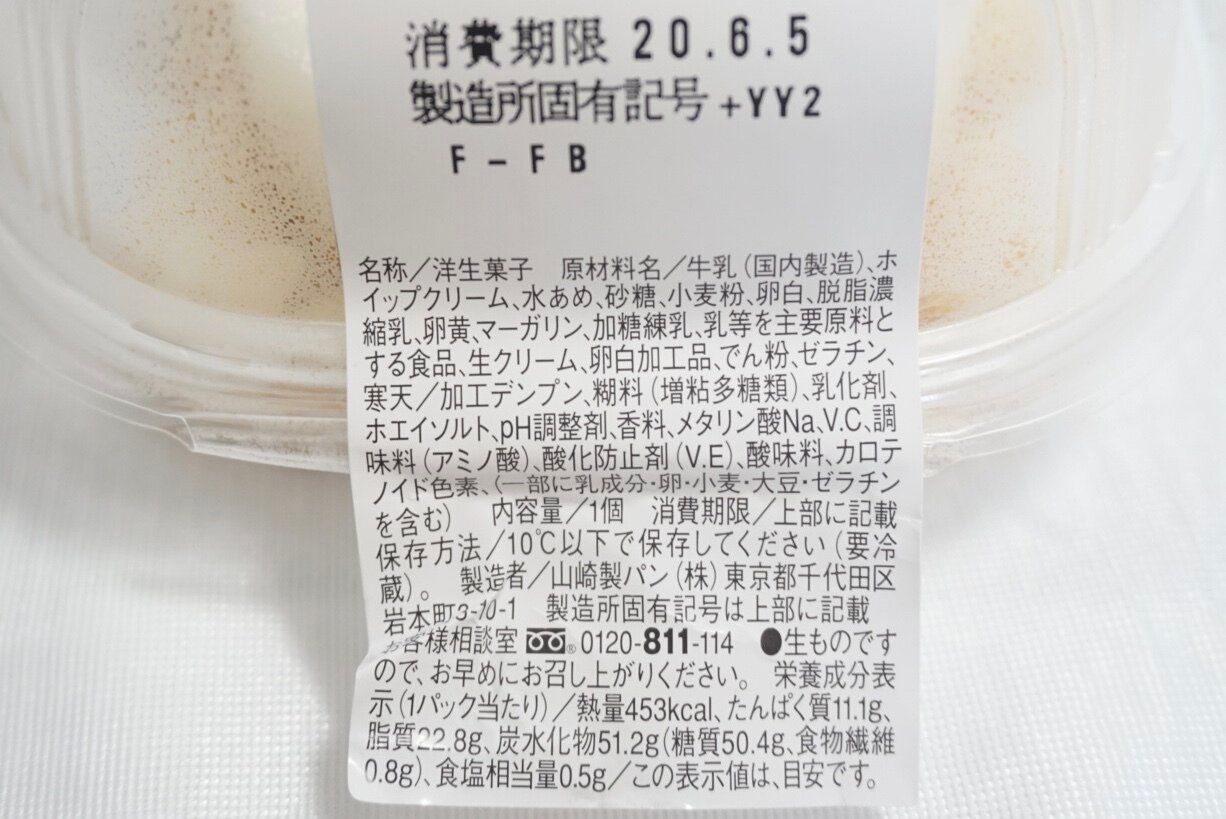 消費期限 20.6.5
製造所固有記号+YY2
F-FB
名称/洋生菓子 原材料名/牛乳(国内製造)、ホ
イップクリーム、水あめ、砂糖、小麦粉、卵白、脱脂濃
縮乳、卵黄、マーガリン、加糖練乳、乳等を主要原料と
する食品、生クリーム、卵白加工品、でん粉、ゼラチン、
寒天/加工デンプン、糊料(増粘多糖類)、乳化剤、
ホエイソルト、pH調整剤、香料、メタリン酸Na、V.C、調
味料(アミノ酸)、酸化防止剤(V.E)、酸味料、カロテ
ノイド色素、(一部に乳成分・卵・小麦・大豆・ゼラチン
を含む) 内容量/1個 消費期限/上部に記載
保存方法/10℃以下で保存してください(要冷
蔵)。 製造者/山崎製パン(株)東京都千代田区
岩本町3-10-1 製造所固有記号は上部に記載
お客様相談室 ® 0120-811-114 ●生ものです
ので、お早めにお召し上がりください。 栄養成分表
示(1パック当たり)/熱量453kcal、たんぱく質11.1g、
脂質22.8g、炭水化物51.2g(糖質50.4g、食物繊維
0.8g)、食塩相当量0.5g/この表示値は、目安です。